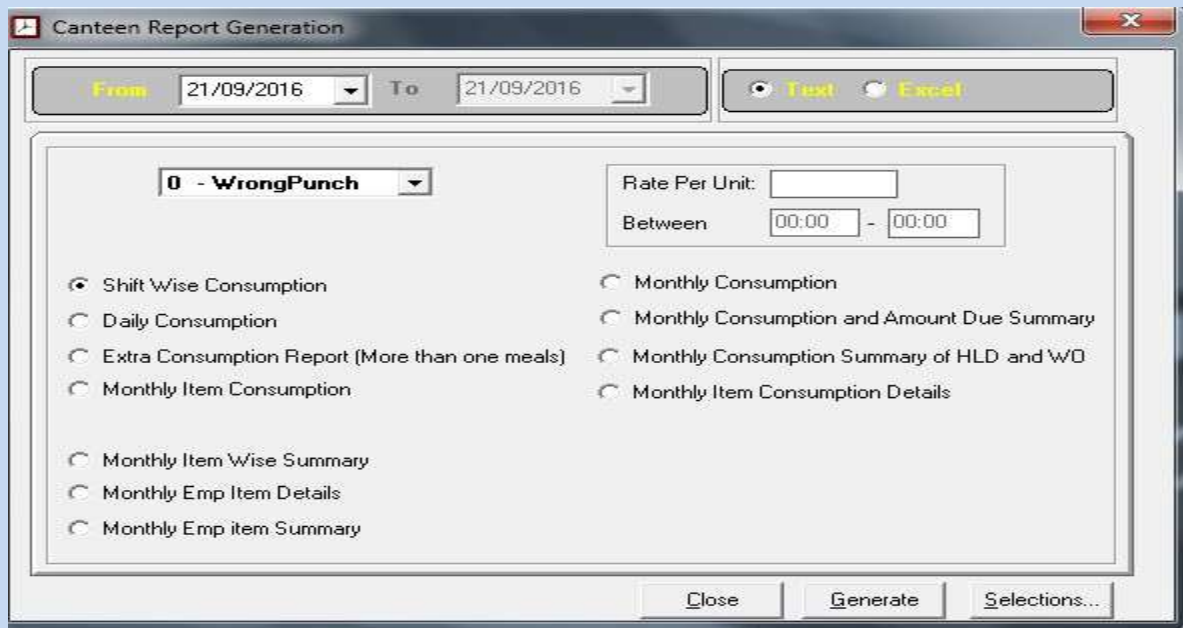 Canteen Report Generation
From 21/09/2016 To 21/09/2016 Text Excel
0 - WrongPunch
Rate Per Unit:
Between 00:00 - 00:00
Shift Wise Consumption
Daily Consumption
Extra Consumption Report (More than one meals)
Monthly Item Consumption
Monthly Item Wise Summary
Monthly Emp Item Details
Monthly Emp item Summary
Monthly Consumption
Monthly Consumption and Amount Due Summary
Monthly Consumption Summary of HLD and WO
Monthly Item Consumption Details
Close Generate Selections...